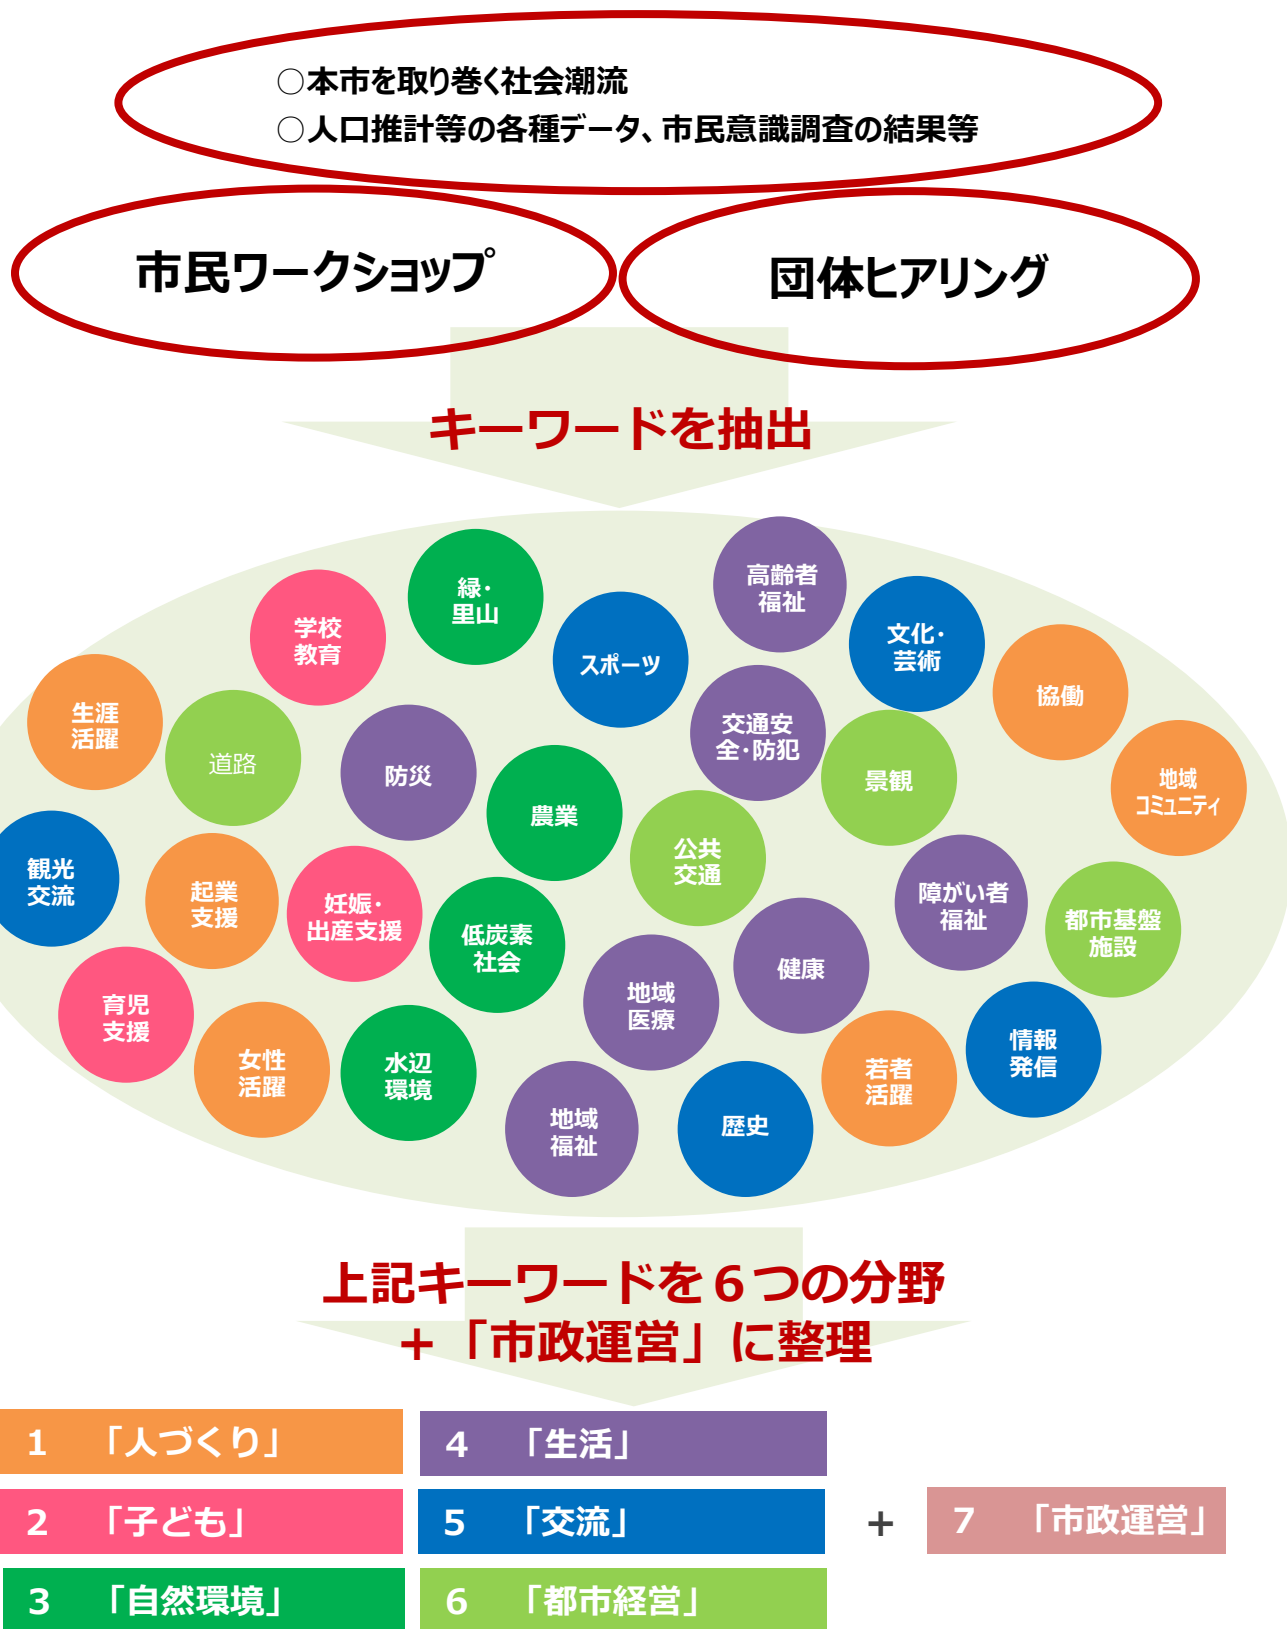 ○本市を取り巻く社会潮流
○人口推計等の各種データ、市民意識調査の結果等
市民ワークショップ
団体ヒアリング
キーワードを抽出
緑・
里山
高齢者
福祉
学校
教育
スポーツ
文化・
芸術
協働
生涯
活躍
道路
防災
交通安
全・防犯
景観
地域
コミュニティ
農業
公共
交通
観光
交流
起業
支援
妊娠・
出産支援
低炭素
社会
障がい者
福祉
都市基盤
施設
健康
地域
医療
育児
支援
女性
活躍
水辺
環境
若者
活躍
情報
発信
地域
福祉
歴史
上記キーワードを６つの分野
＋「市政運営」に整理
1 「人づくり」
4 「生活」
2 「子ども」
5 「交流」
+
7 「市政運営」
3 「自然環境」
6 「都市経営」